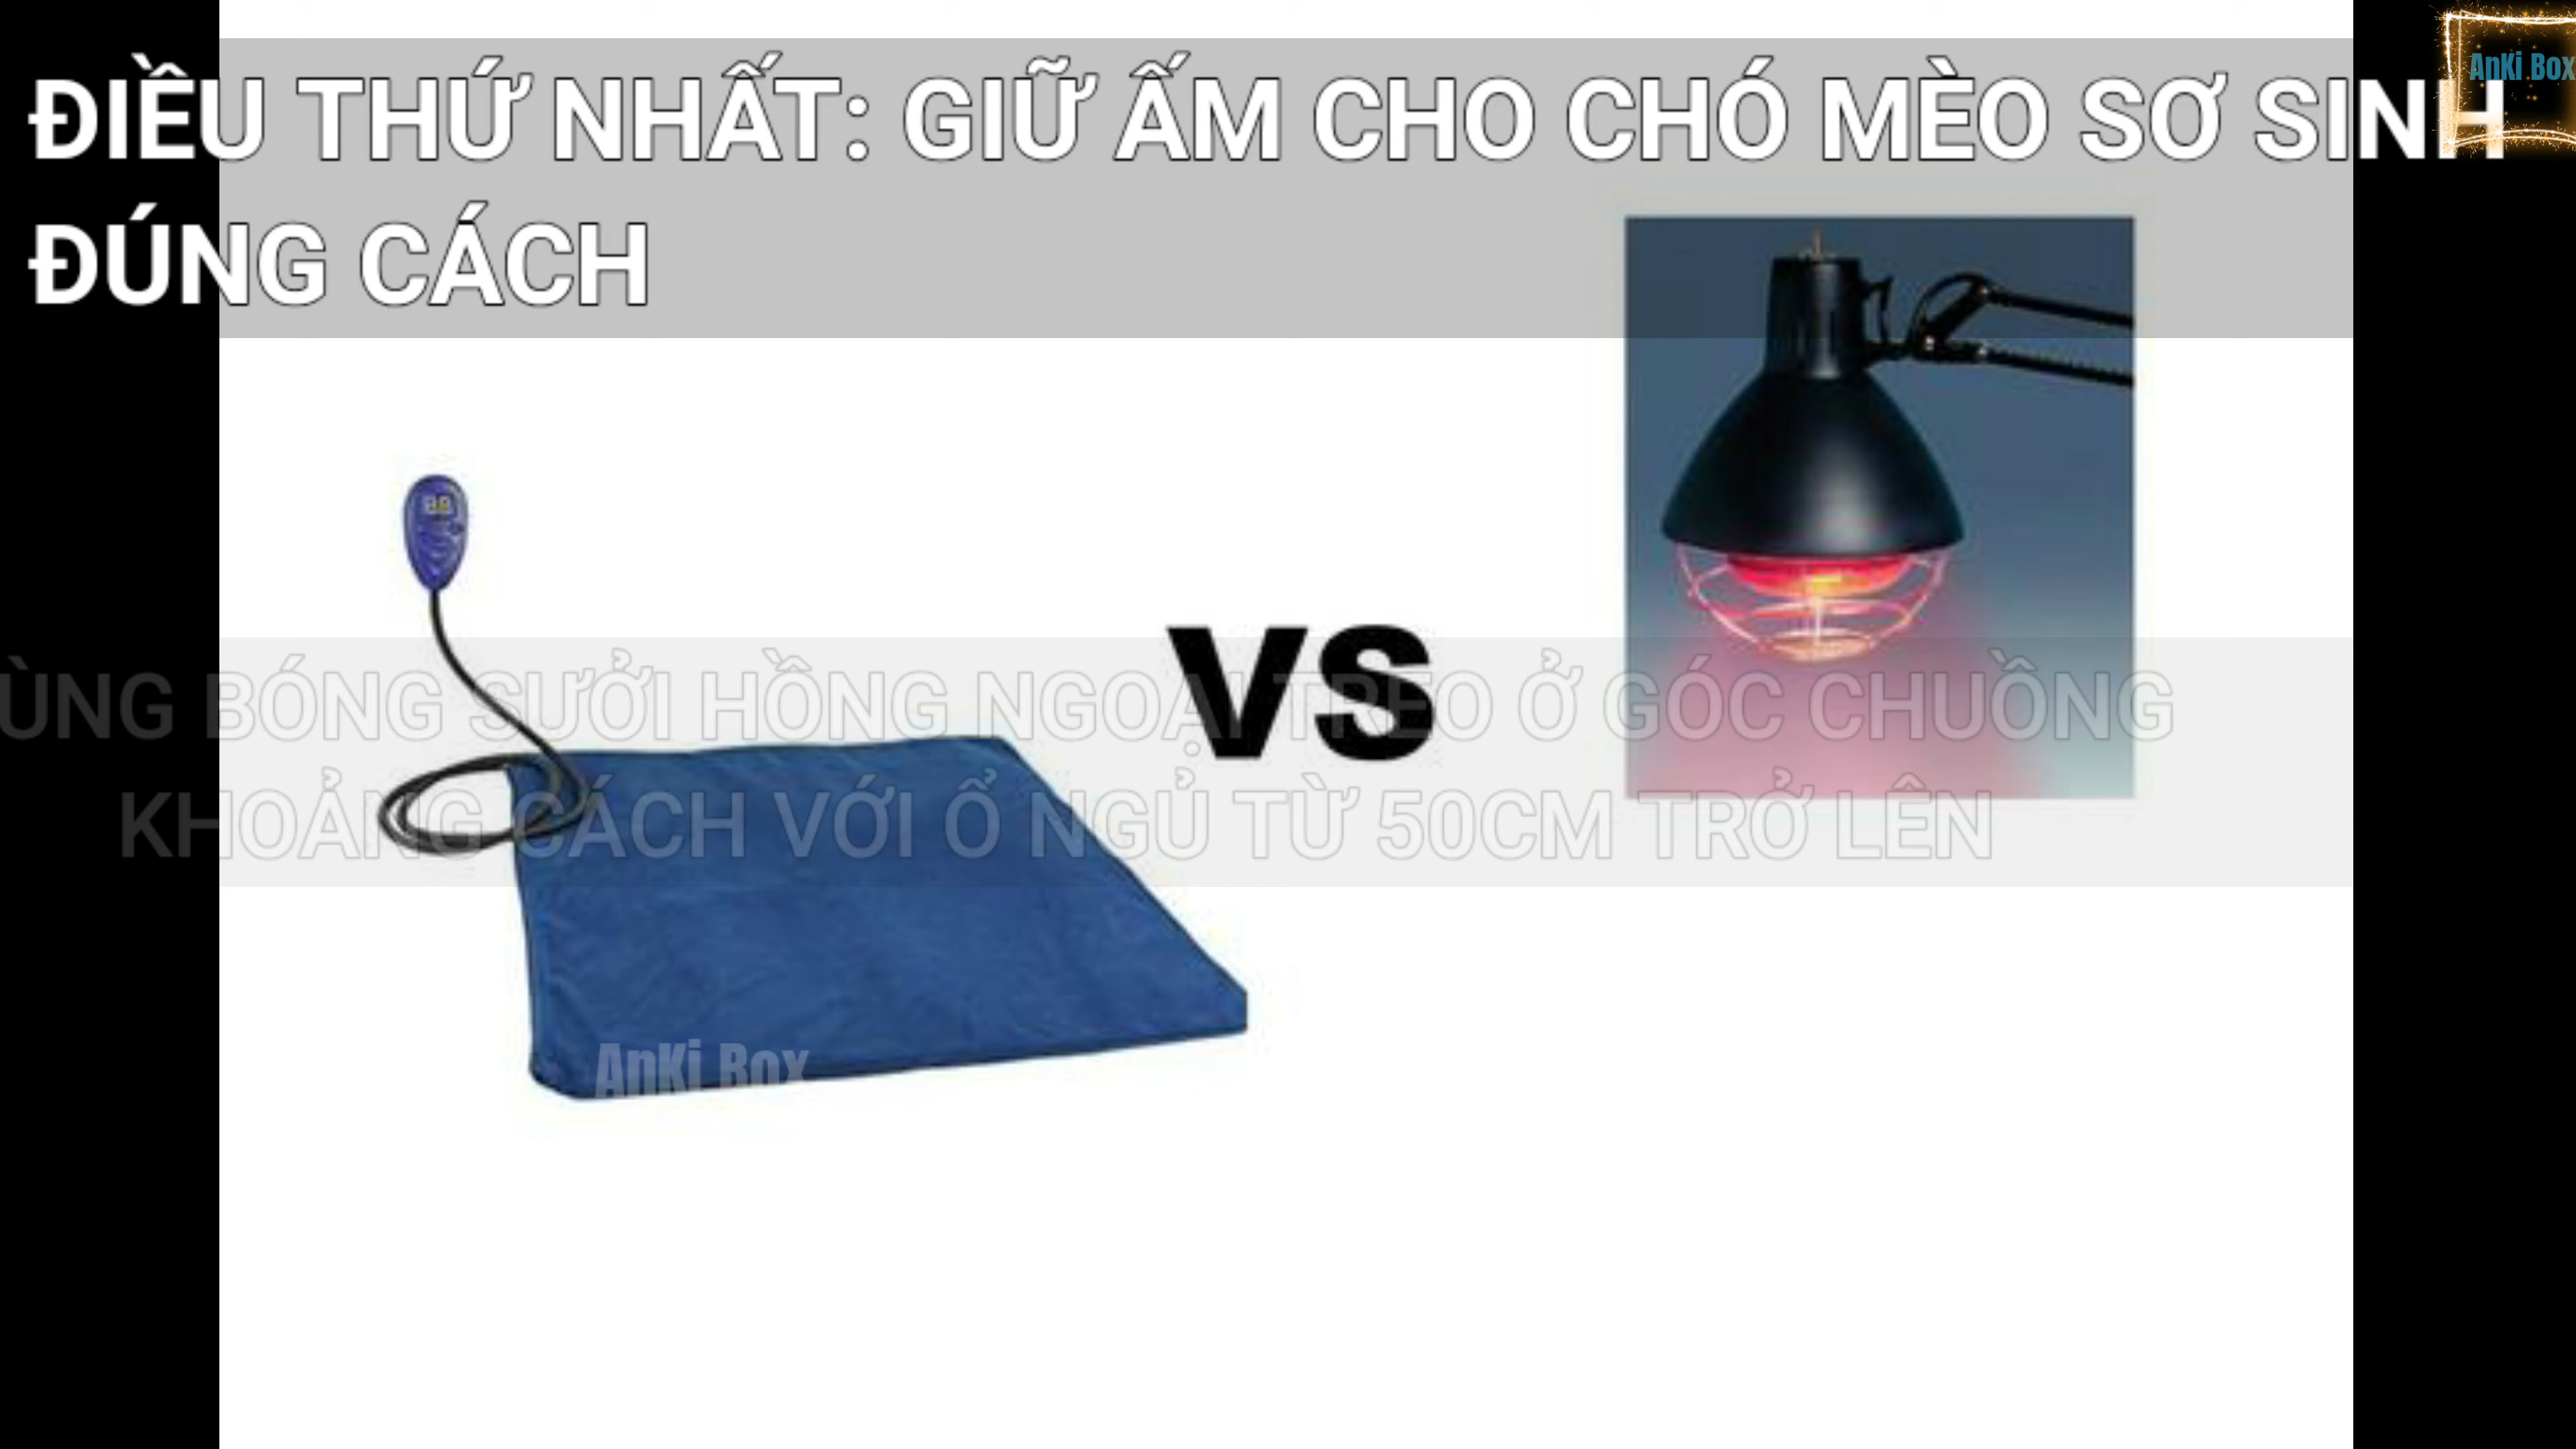 ĐIỀU THỨ NHẤT: GIỮ ẤM CHO CHÓ MÈO SƠ SINH
ĐÚNG CÁCH
AnKi Box
VS
ÙNG BÓNG SƯỞI HỒNG NGOẠI TREO Ở GÓC CHUỒNG
KHOẢNG CÁCH VỚI Ổ NGỦ TỪ 50CM TRỞ LÊN
AnKi Box